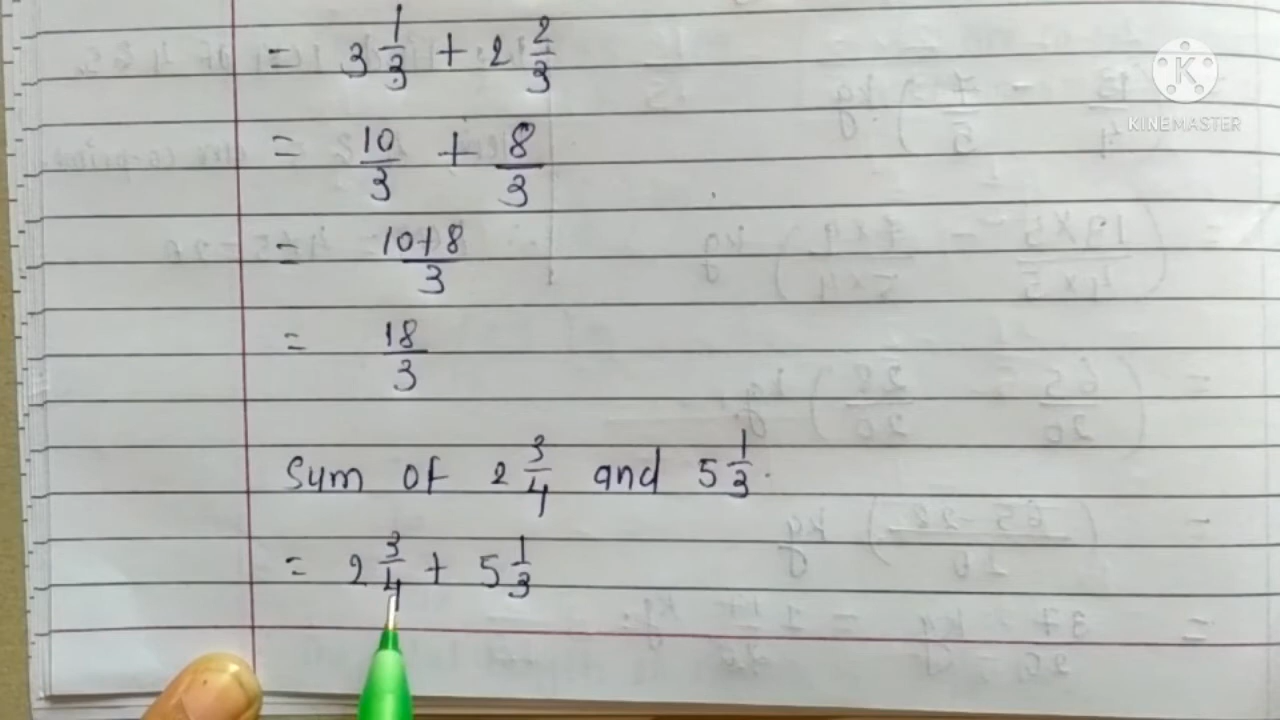 = 3 1/3 + 2 2/3
= 10/3 + 8/3
= 10+8/3
= 18/3
Sum of 2 3/4 and 5 1/3.
= 2 3/4 + 5 1/3
K
KINEMASTER